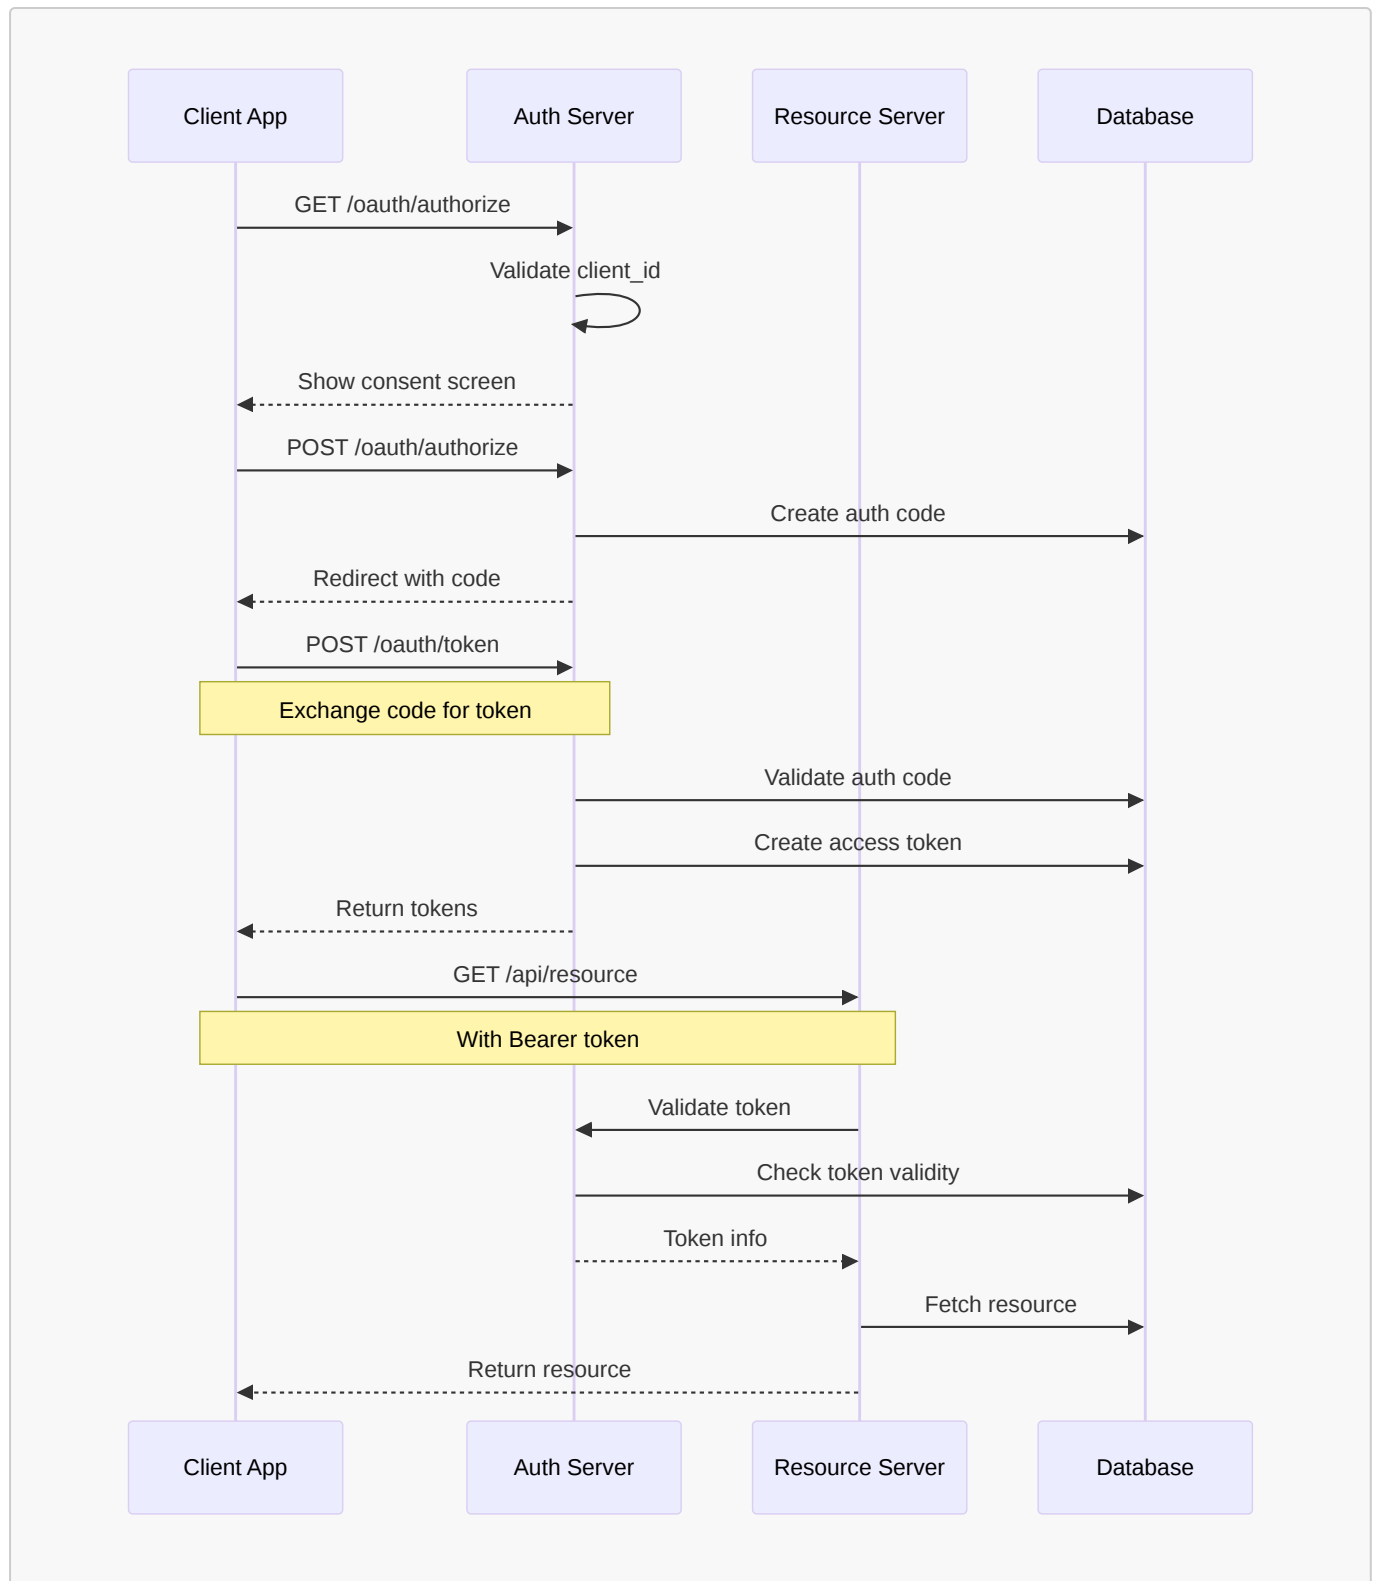 Client App
Auth Server
Resource Server
Database
GET /oauth/authorize
Validate client_id
Show consent screen
POST /oauth/authorize
Create auth code
Redirect with code
POST /oauth/token
Exchange code for token
Validate auth code
Create access token
Return tokens
GET /api/resource
With Bearer token
Validate token
Check token validity
Token info
Fetch resource
Return resource
Client App
Auth Server
Resource Server
Database